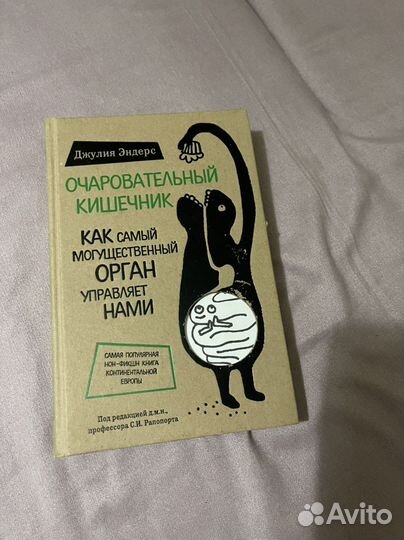 Джулия Эндерс
ОЧАРОВАТЕЛЬНЫЙ
КИШЕЧНИК
КАК САМЫЙ
МОГУЩЕСТВЕННЫЙ
ОРГАН
УПРАВЛЯЕТ
НАМИ
САМАЯ ПОПУЛЯРНАЯ
НОН-ФИКШН КНИГА
КОНТИНЕНТАЛЬНОЙ
ЕВРОПЫ
Под редакцией д.м.н.,
профессора С.И. Рапопорта
Avito